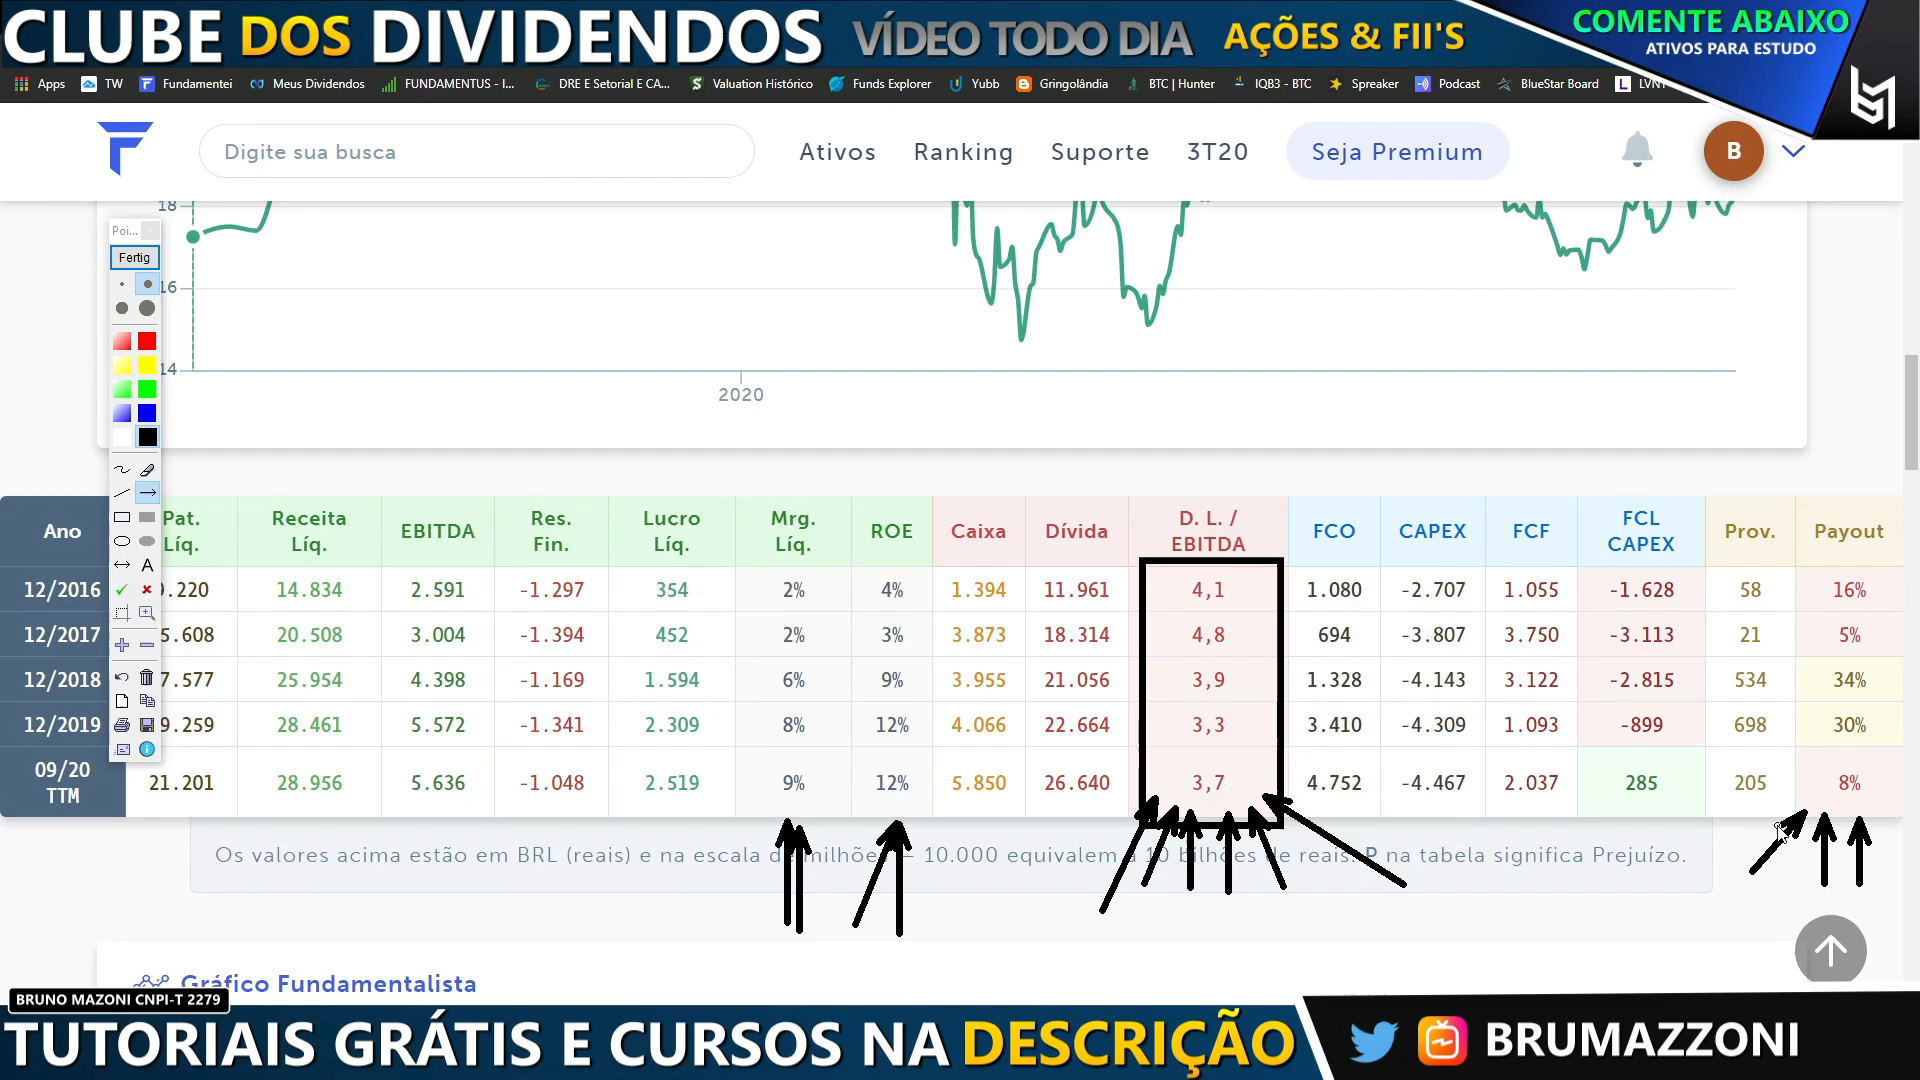 CLUBE DOS DIVIDENDOS VÍDEO TODO DIA AÇÕES & FII'S
COMENTE ABAIXO
ATIVOS PARA ESTUDO
Apps TW Fundamentei Meus Dividendos FUNDAMENTUS - I... DRE E Setorial E CA... Valuation Histórico Funds Explorer Yubb Gringolândia BTC | Hunter IQB3 - BTC Spreaker Podcast BlueStar Board
Digite sua busca Ativos Ranking Suporte 3T20 Seja Premium B
18
Poi...
Fertig
16
14
2020
Ano Pat. Líq. Receita Líq. EBITDA Res. Fin. Lucro Líq. Mrg. Líq. ROE Caixa Dívida D. L. / EBITDA FCO CAPEX FCF FCL CAPEX Prov. Payout
12/2016 .220 14.834 2.591 -1.297 354 2% 4% 1.394 11.961 4,1 1.080 -2.707 1.055 -1.628 58 16%
12/2017 5.608 20.508 3.004 -1.394 452 2% 3% 3.873 18.314 4,8 694 -3.807 3.750 -3.113 21 5%
12/2018 7.577 25.954 4.398 -1.169 1.594 6% 9% 3.955 21.056 3,9 1.328 -4.143 3.122 -2.815 534 34%
12/2019 9.259 28.461 5.572 -1.341 2.309 8% 12% 4.066 22.664 3,3 3.410 -4.309 1.093 -899 698 30%
09/20 TTM 21.201 28.956 5.636 -1.048 2.519 9% 12% 5.850 26.640 3,7 4.752 -4.467 2.037 285 205 8%
Os valores acima estão em BRL (reais) e na escala de milhões — 10.000 equivalem a 10 bilhões de reais. P na tabela significa Prejuízo.
Gráfico Fundamentalista
BRUNO MAZONI CNPI-T 2279
TUTORIAIS GRÁTIS E CURSOS NA DESCRIÇÃO
BRUMAZZONI